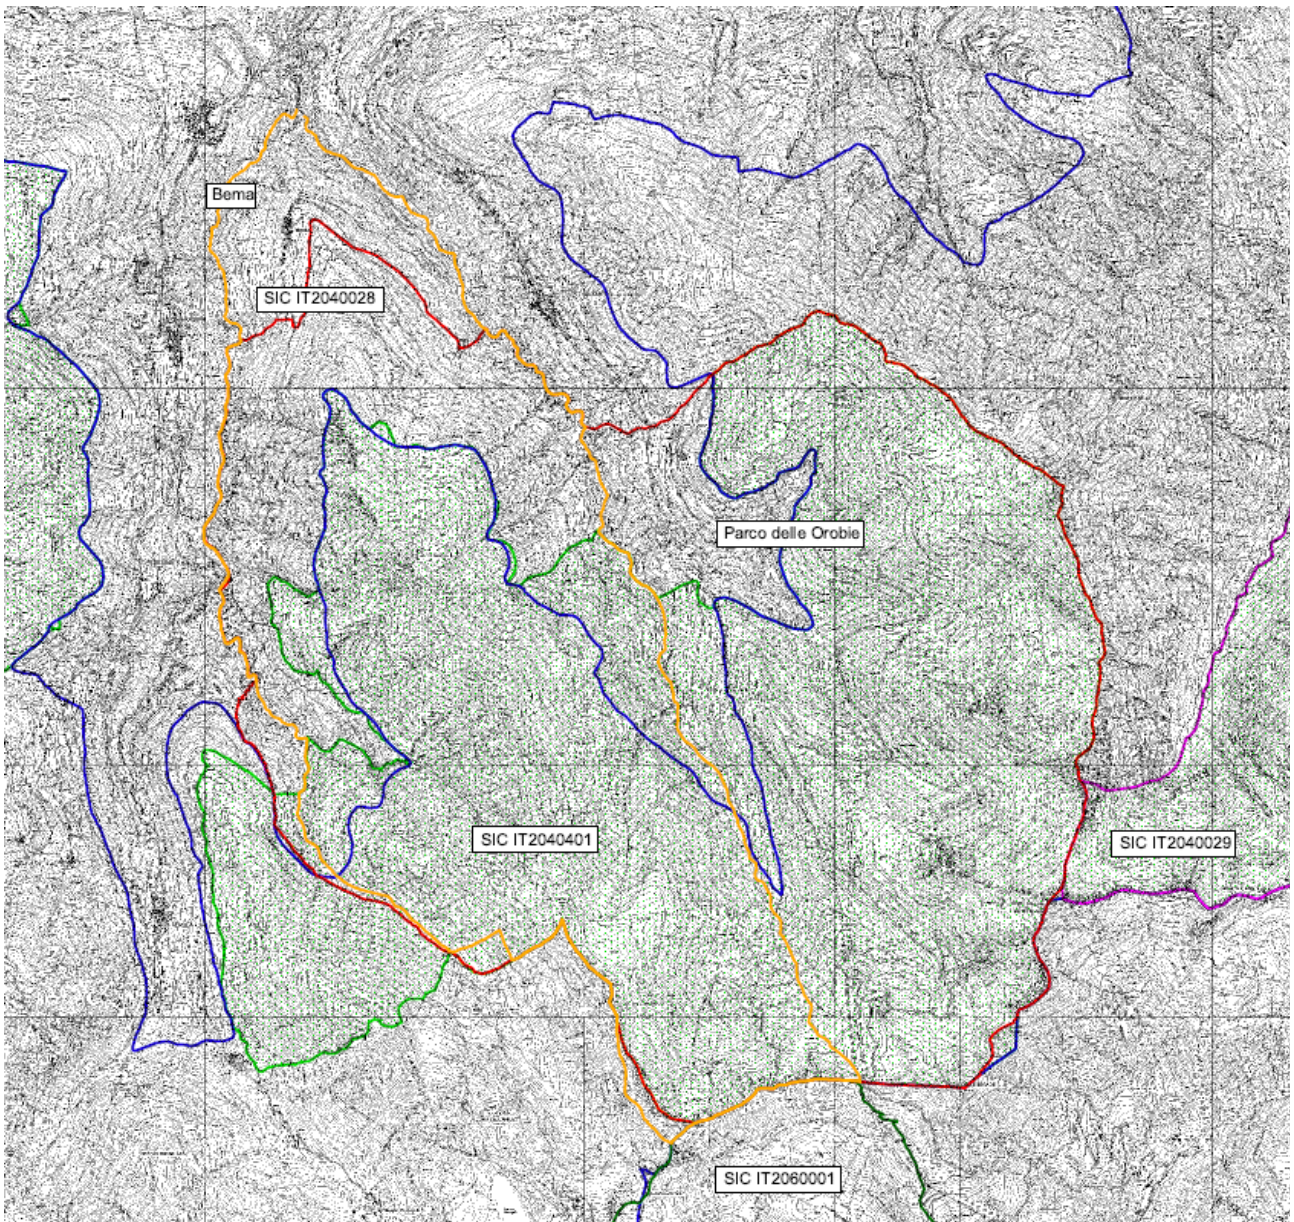 Bema
SIC IT2040028
Parco delle Orobie
SIC IT2040401
SIC IT2040029
SIC IT2060001